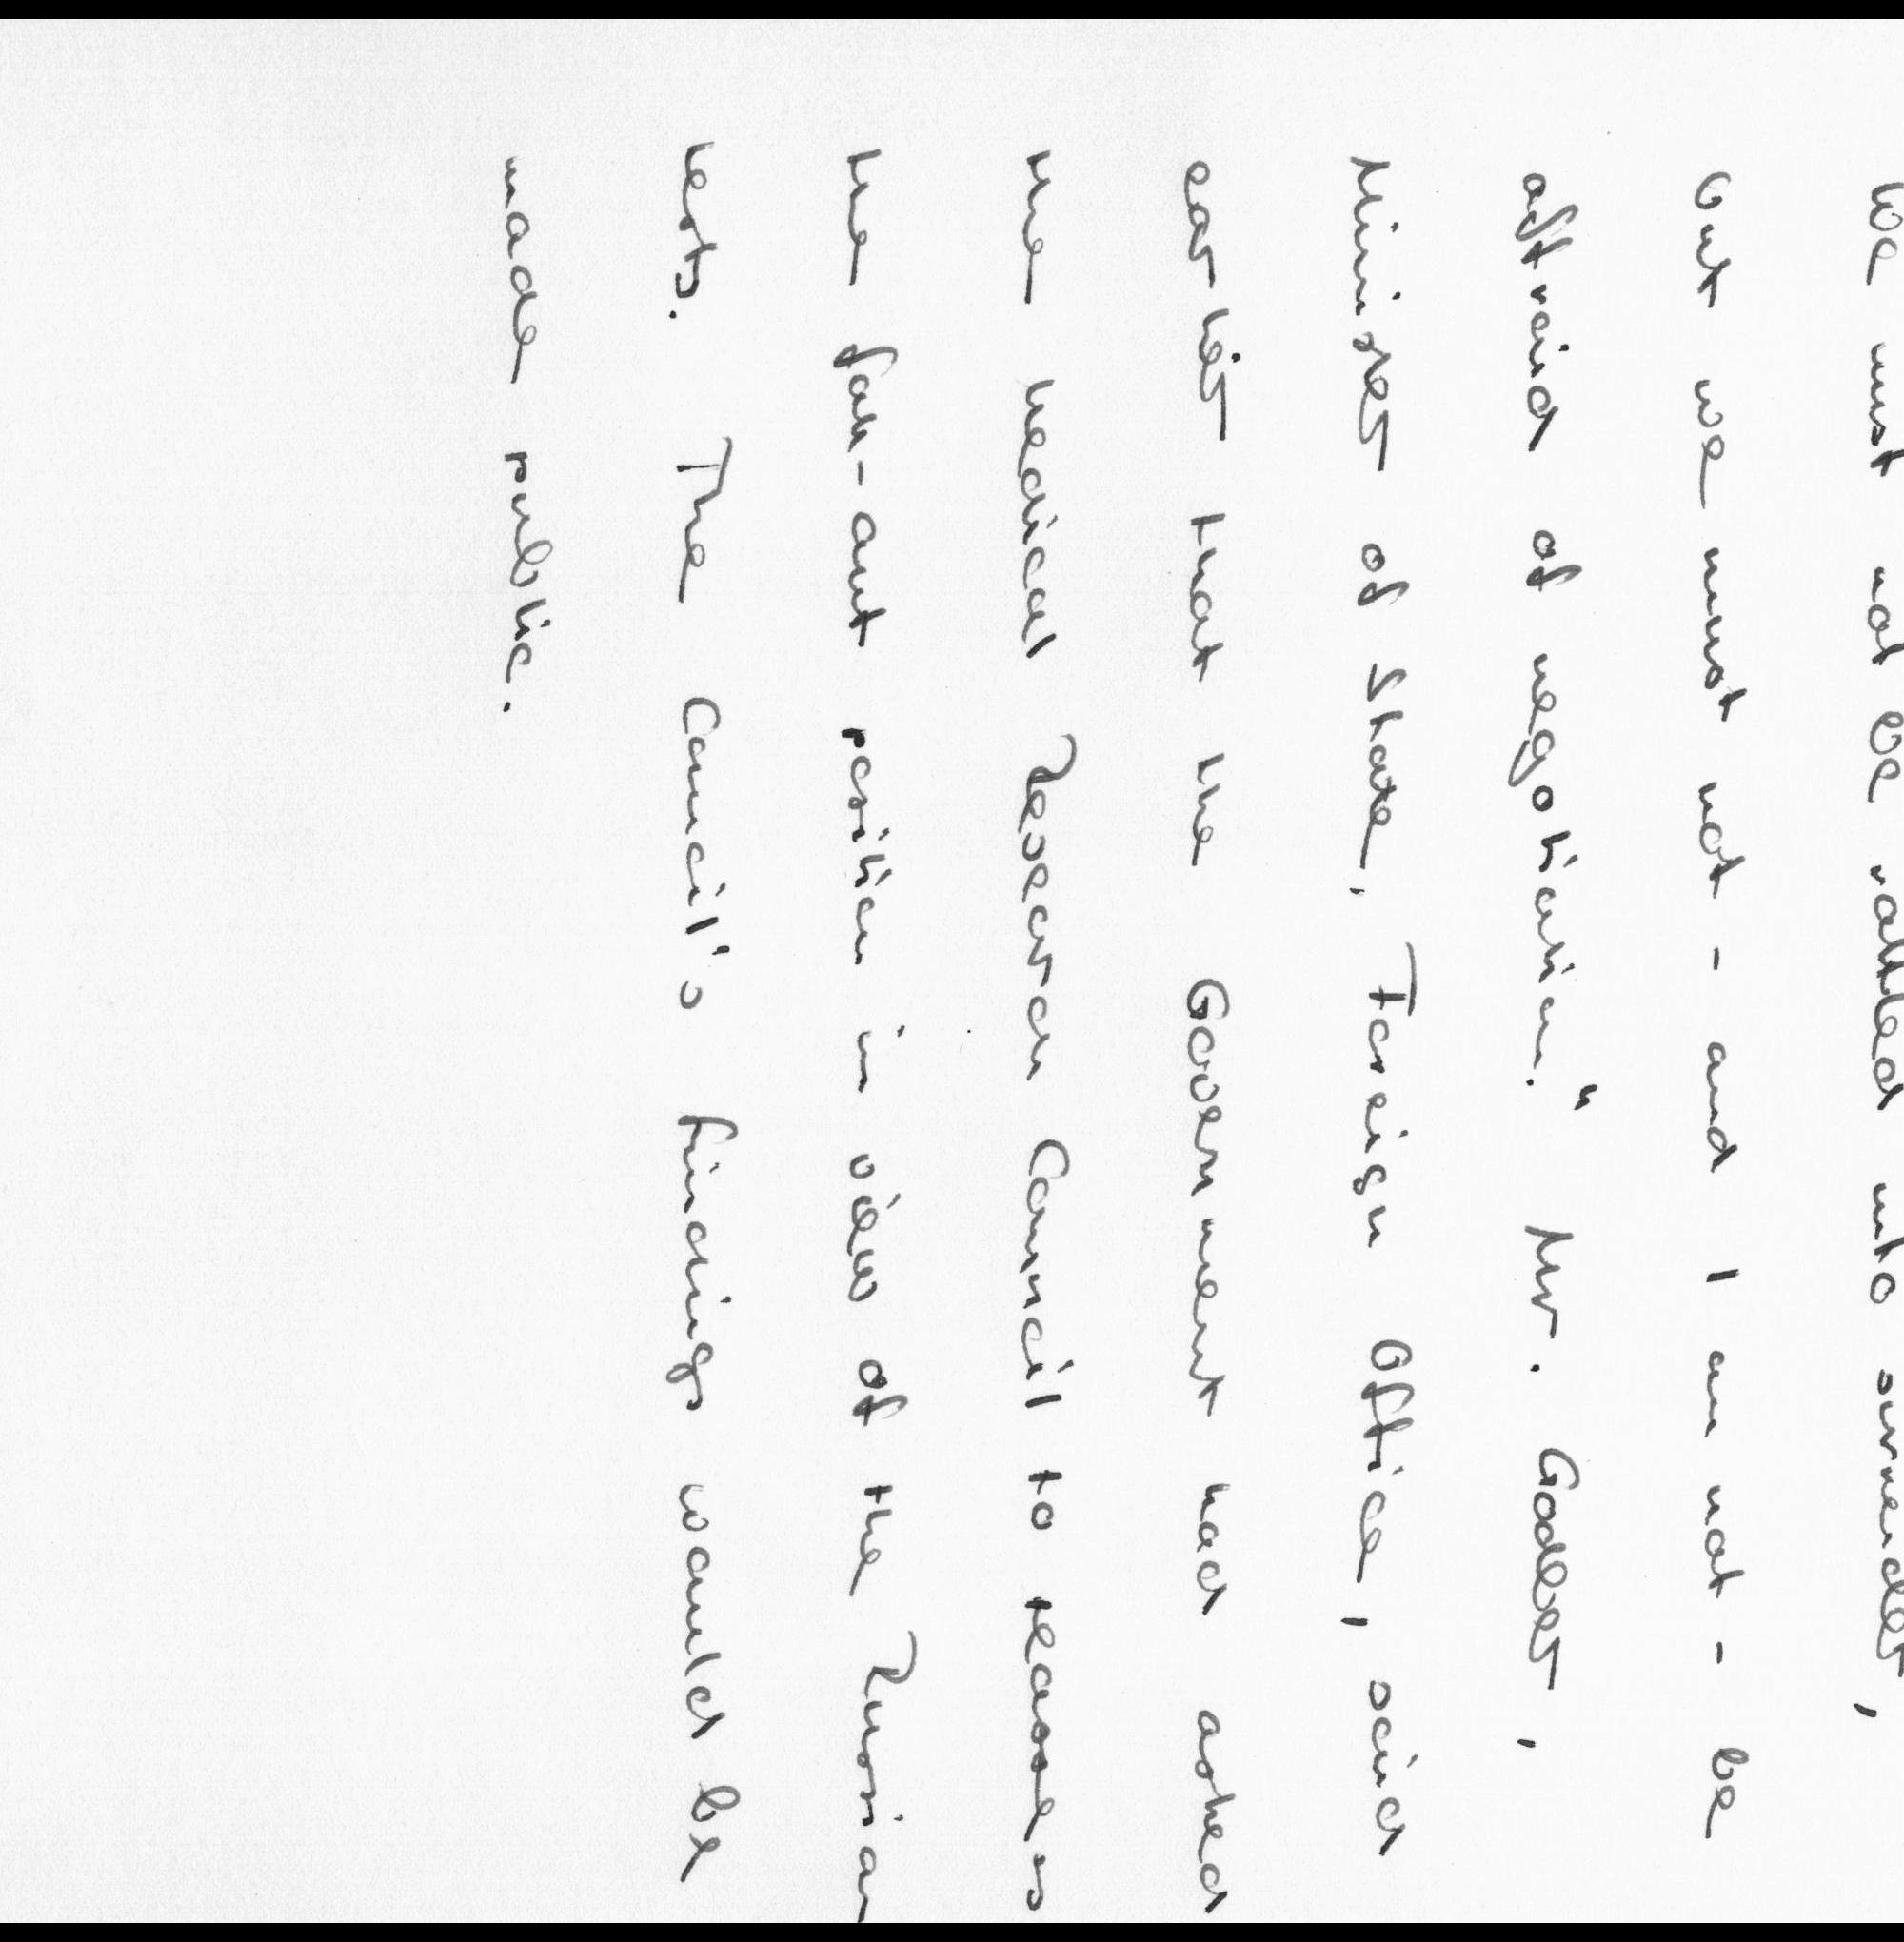 We must not be rattled into surrender,
but we must not - and I am not - be
affraid of negotiation." Mr. Godber,
Minister of State, Foreign Office, said
earlier that the Government had asked
the Medical Research Council to reasses
the fall-out position in view of the Russian
tests. The Council's findings would be
made public.